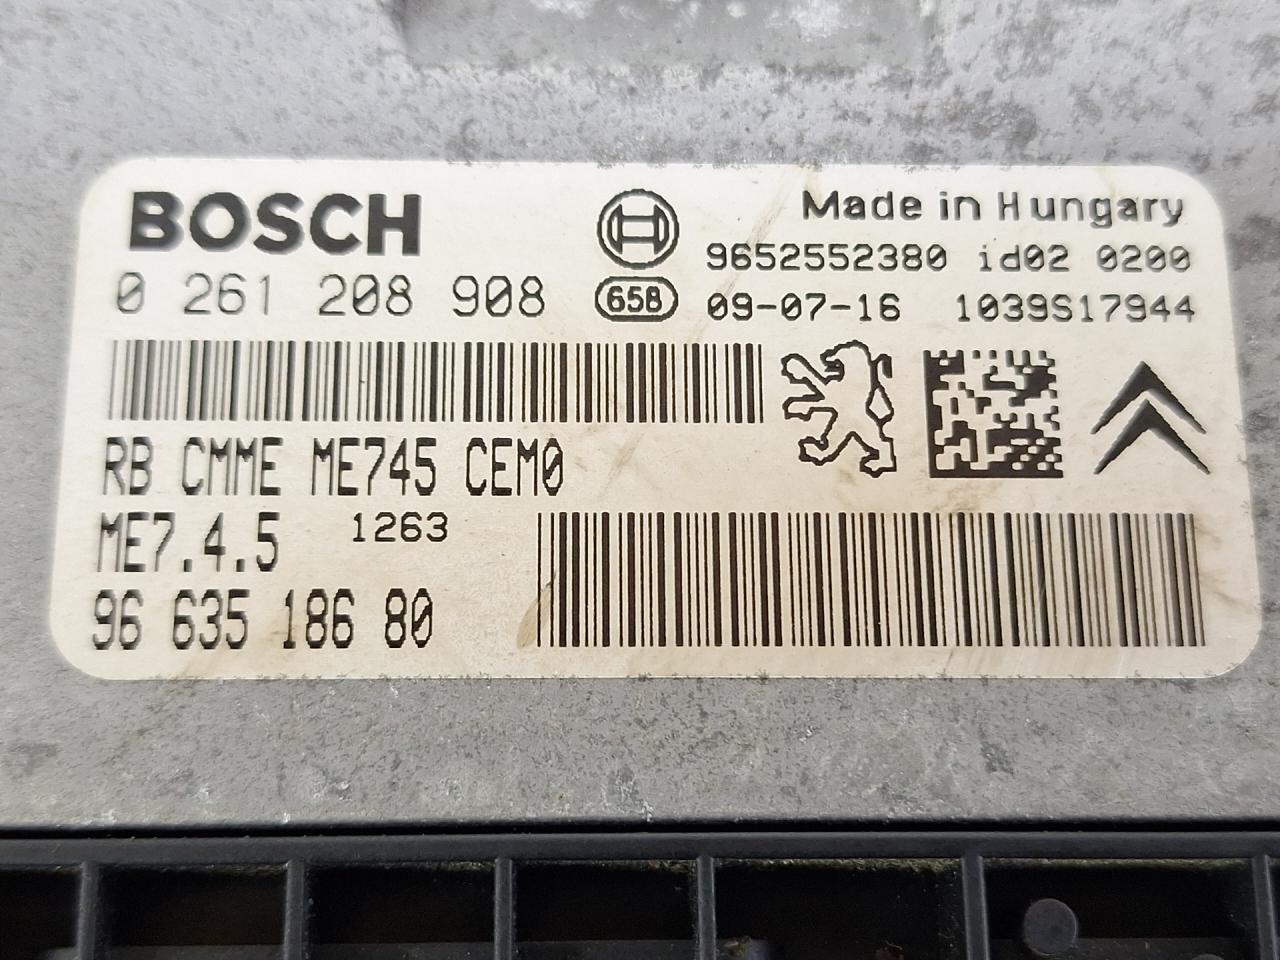 BOSCH
Made in Hungary
9652552380 id02 0200
0 261 208 908
65B
09-07-16 1039S17944
RB CMME ME745 CEM0
ME7.4.5 1263
96 635 186 80